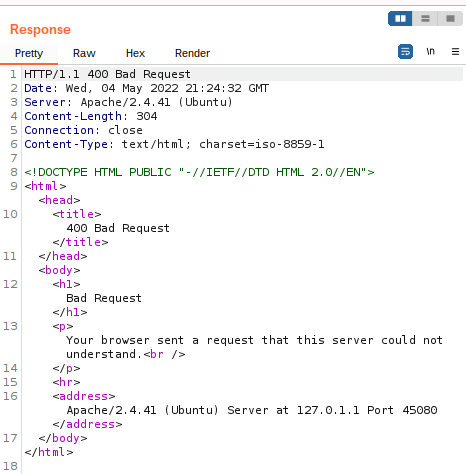 Response
Pretty Raw Hex Render \n
1 HTTP/1.1 400 Bad Request
2 Date: Wed, 04 May 2022 21:24:32 GMT
3 Server: Apache/2.4.41 (Ubuntu)
4 Content-Length: 304
5 Connection: close
6 Content-Type: text/html; charset=iso-8859-1
7
8 <!DOCTYPE HTML PUBLIC "-//IETF//DTD HTML 2.0//EN">
9 <html>
<head>
10 <title>
400 Bad Request
</title>
11 </head>
<body>
12 <h1>
Bad Request
</h1>
13 <p>
Your browser sent a request that this server could not
understand.<br />
14 </p>
15 <hr>
16 <address>
Apache/2.4.41 (Ubuntu) Server at 127.0.1.1 Port 45080
</address>
17 </body>
</html>
18